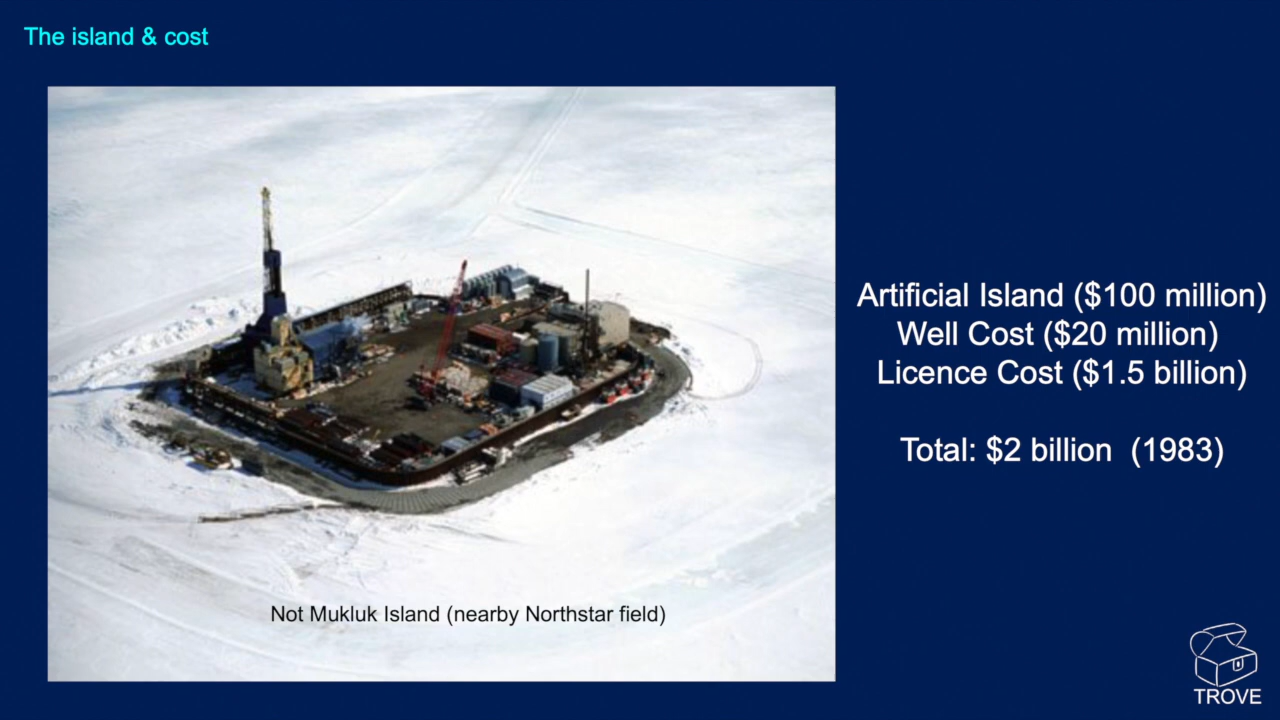 The island & cost
Artificial Island ($100 million)
Well Cost ($20 million)
Licence Cost ($1.5 billion)
Total: $2 billion (1983)
Not Mukluk Island (nearby Northstar field)
TROVE